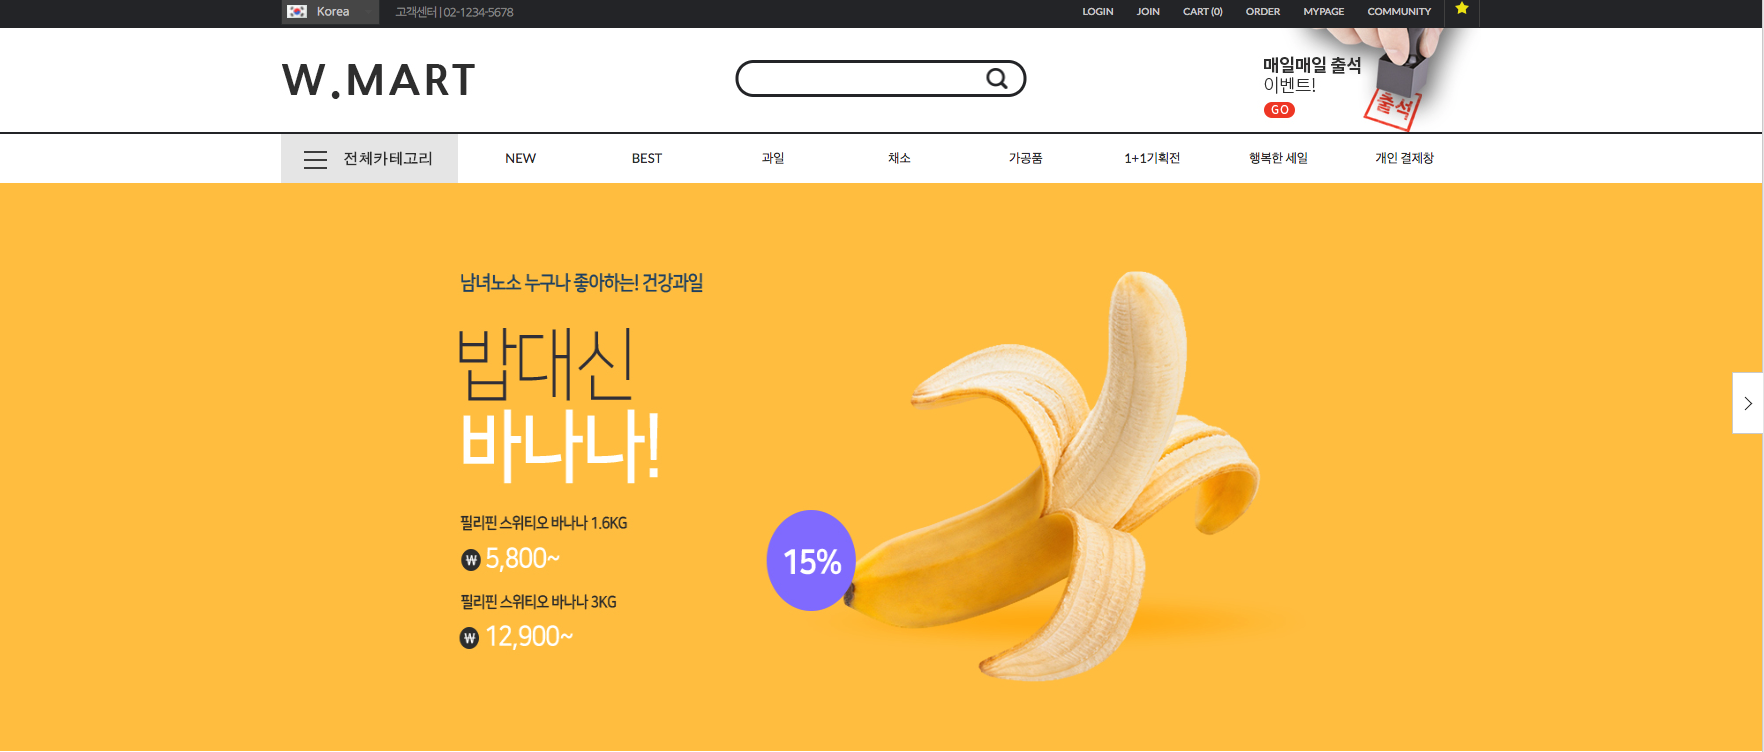 Korea
고객센터 | 02-1234-5678
LOGIN
JOIN
CART (0)
ORDER
MYPAGE
COMMUNITY
W.MART
매일매일 출석
이벤트!
GO
출석
전체카테고리
NEW
BEST
과일
채소
가공품
1+1기획전
행복한 세일
개인 결제창
남녀노소 누구나 좋아하는! 건강과일
밥대신
바나나!
필리핀 스위티오 바나나 1.6KG
₩ 5,800~
필리핀 스위티오 바나나 3KG
₩ 12,900~
15%